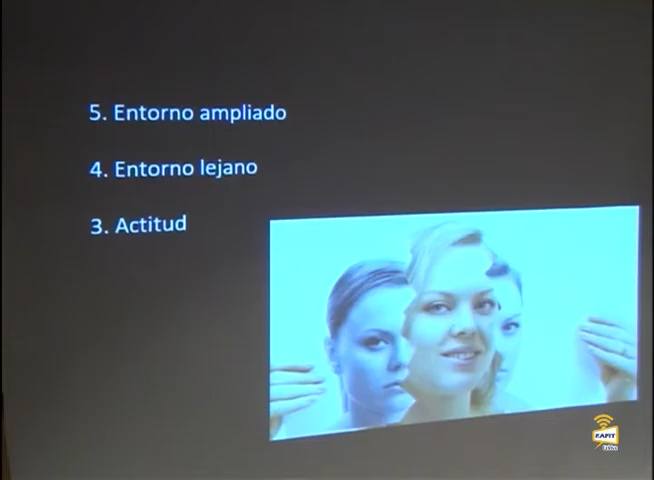 5. Entorno ampliado
4. Entorno lejano
3. Actitud
EAFIT